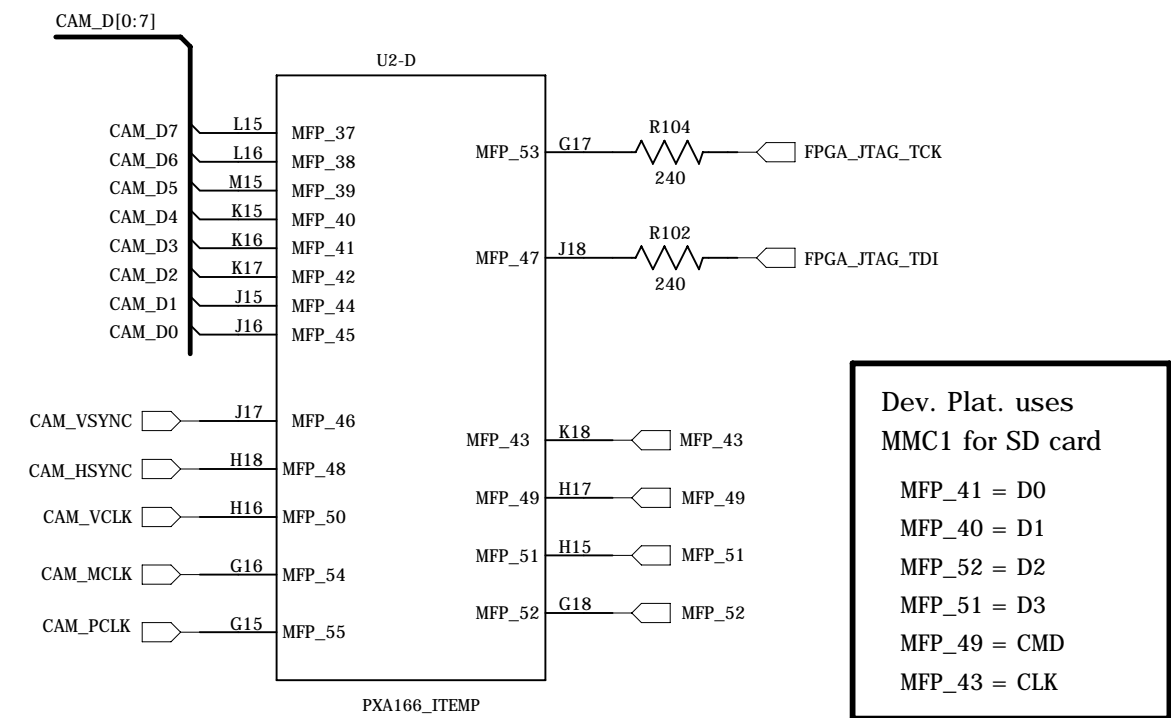 CAM_D[0:7]
U2-D
CAM_D7 L15 MFP_37
CAM_D6 L16 MFP_38
CAM_D5 M15 MFP_39
CAM_D4 K15 MFP_40
CAM_D3 K16 MFP_41
CAM_D2 K17 MFP_42
CAM_D1 J15 MFP_44
CAM_D0 J16 MFP_45
CAM_VSYNC J17 MFP_46
CAM_HSYNC H18 MFP_48
CAM_VCLK H16 MFP_50
CAM_MCLK G16 MFP_54
CAM_PCLK G15 MFP_55
R104
MFP_53 G17 FPGA_JTAG_TCK
240
R102
MFP_47 J18 FPGA_JTAG_TDI
240
MFP_43 K18 MFP_43
MFP_49 H17 MFP_49
MFP_51 H15 MFP_51
MFP_52 G18 MFP_52
PXA166_ITEMP
Dev. Plat. uses
MMC1 for SD card
MFP_41 = D0
MFP_40 = D1
MFP_52 = D2
MFP_51 = D3
MFP_49 = CMD
MFP_43 = CLK